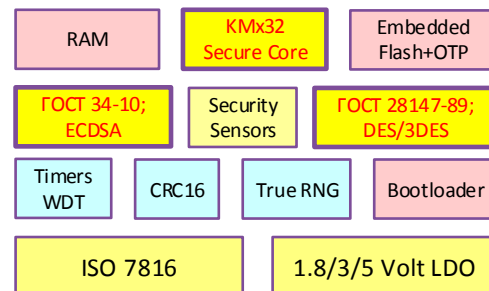 RAM
KMx32
Secure Core
Embedded
Flash+OTP
ГОСТ 34-10;
ECDSA
Security
Sensors
ГОСТ 28147-89;
DES/3DES
Timers
WDT
CRC16
True RNG
Bootloader
ISO 7816
1.8/3/5 Volt LDO